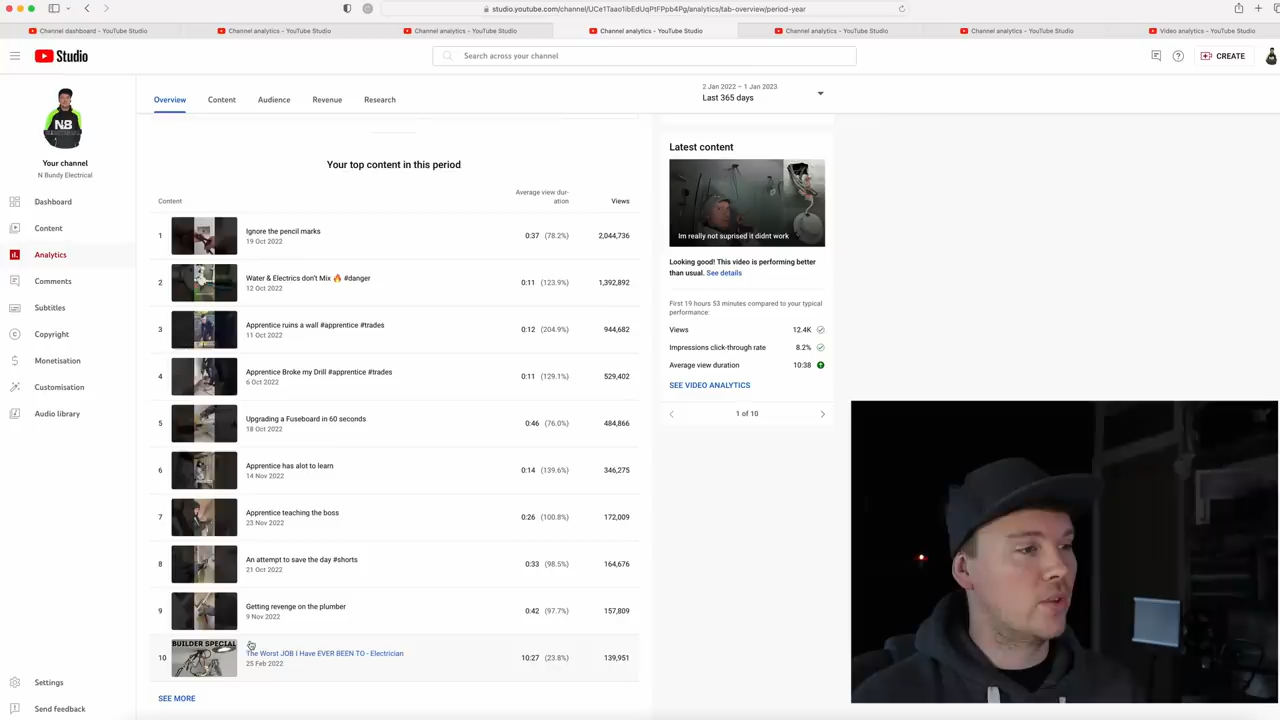 studio.youtube.com/channel/UCe1Taao1ibEdUqPtFPpb4Pg/analytics/tab-overview/period-year
Channel dashboard - YouTube Studio
Channel analytics - YouTube Studio
Channel analytics - YouTube Studio
Channel analytics - YouTube Studio
Channel analytics - YouTube Studio
Channel analytics - YouTube Studio
Video analytics - YouTube Studio
Studio
Search across your channel
CREATE
N8
Your channel
N Bundy Electrical
Dashboard
Content
Analytics
Comments
Subtitles
Copyright
Monetisation
Customisation
Audio library
Settings
Send feedback
Overview
Content
Audience
Revenue
Research
2 Jan 2022 – 1 Jan 2023
Last 365 days
Your top content in this period
Content
Average view dur-
ation
Views
1
Ignore the pencil marks
19 Oct 2022
0:37 (78.2%)
2,044,736
2
Water & Electrics don't Mix 🔥 #danger
12 Oct 2022
0:11 (123.9%)
1,392,892
3
Apprentice ruins a wall #apprentice #trades
11 Oct 2022
0:12 (204.9%)
944,682
4
Apprentice Broke my Drill #apprentice #trades
6 Oct 2022
0:11 (129.1%)
529,402
5
Upgrading a Fuseboard in 60 seconds
18 Oct 2022
0:46 (76.0%)
484,866
6
Apprentice has alot to learn
14 Nov 2022
0:14 (139.6%)
346,275
7
Apprentice teaching the boss
23 Nov 2022
0:26 (100.8%)
172,009
8
An attempt to save the day #shorts
21 Oct 2022
0:33 (98.5%)
164,676
9
Getting revenge on the plumber
9 Nov 2022
0:42 (97.7%)
157,809
10
BUILDER SPECIAL
The Worst JOB I Have EVER BEEN TO - Electrician
25 Feb 2022
10:27 (23.8%)
139,951
SEE MORE
Latest content
Im really not suprised it didnt work
Looking good! This video is performing better
than usual. See details
First 19 hours 53 minutes compared to your typical
performance:
Views
12.4K
Impressions click-through rate
8.2%
Average view duration
10:38
SEE VIDEO ANALYTICS
1 of 10